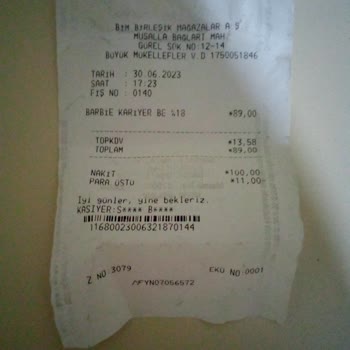 BİM BİRLEŞİK MAĞAZALAR A.Ş
MUSALLA BAĞLARI MAH
GÜREL SOK NO:12-14
BÜYÜK MÜKELLEFLER V.D 1750051846
TARİH : 30.06.2023
SAAT : 17:23
FİŞ NO : 0140
BARBIE KARİYER BE %18 *89,00
TOPKDV *13,58
TOPLAM *89,00
NAKİT *100,00
PARA ÜSTÜ *11,00
İyi günler, yine bekleriz.
KASİYER:S**** B****
1168002300632187 0144
Z NO:3079 EKÜ NO:0001